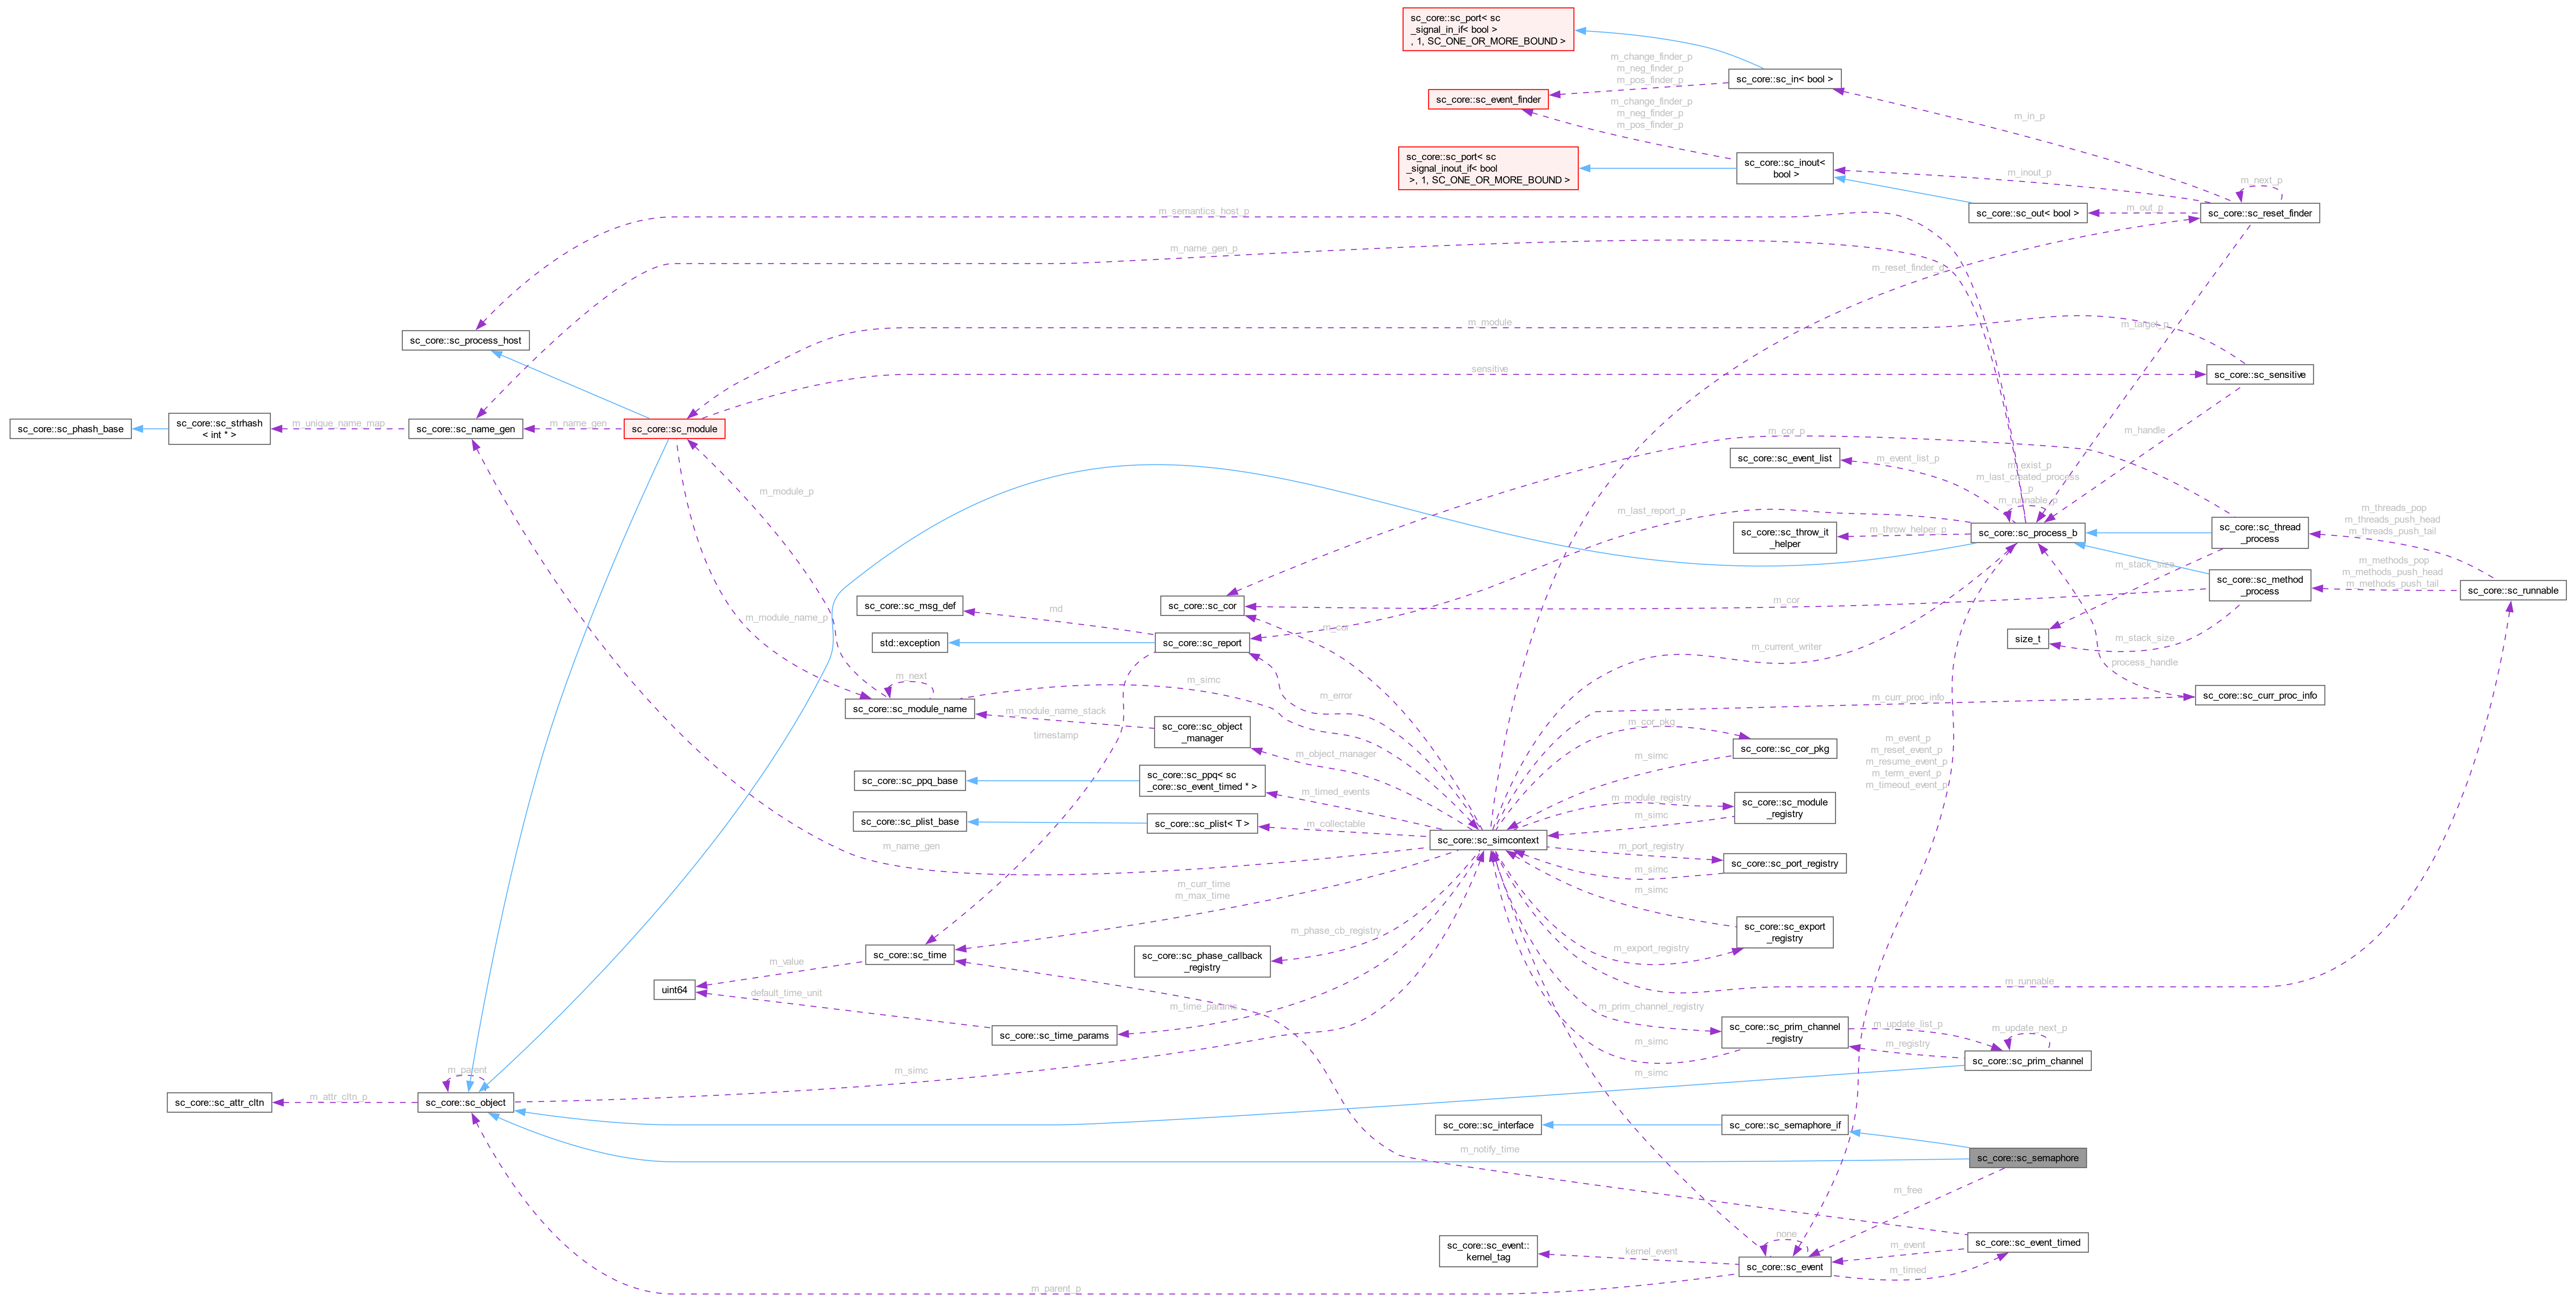 sc_core::sc_port< sc
_signal_in_if< bool >
, 1, SC_ONE_OR_MORE_BOUND >
m_change_finder_p
m_neg_finder_p
m_pos_finder_p
sc_core::sc_in< bool >
sc_core::sc_event_finder
m_change_finder_p
m_neg_finder_p
m_pos_finder_p
m_in_p
sc_core::sc_port< sc
_signal_inout_if< bool
>, 1, SC_ONE_OR_MORE_BOUND >
sc_core::sc_inout<
bool >
m_inout_p
m_next_p
m_semantics_host_p
sc_core::sc_out< bool >
m_out_p
sc_core::sc_reset_finder
m_name_gen_p
m_reset_finder_q
m_module
m_target_p
sc_core::sc_process_host
sensitive
sc_core::sc_sensitive
sc_core::sc_phash_base
sc_core::sc_strhash
< int * >
m_unique_name_map
sc_core::sc_name_gen
m_name_gen
sc_core::sc_module
m_cor_p
m_handle
sc_core::sc_event_list
m_event_list_p
m_exist_p
m_last_created_process
_p
m_runnable_p
m_module_p
m_last_report_p
sc_core::sc_throw_it
_helper
m_throw_helper_p
sc_core::sc_process_b
sc_core::sc_thread
_process
m_threads_pop
m_threads_push_head
m_threads_push_tail
m_stack_size
sc_core::sc_method
_process
m_methods_pop
m_methods_push_head
m_methods_push_tail
sc_core::sc_runnable
sc_core::sc_msg_def
md
sc_core::sc_cor
m_cor
m_cor
m_module_name_p
std::exception
sc_core::sc_report
size_t
m_stack_size
m_current_writer
process_handle
m_next
m_simc
m_error
m_curr_proc_info
sc_core::sc_curr_proc_info
sc_core::sc_module_name
m_module_name_stack
sc_core::sc_object
_manager
timestamp
m_object_manager
m_cor_pkg
sc_core::sc_cor_pkg
m_simc
m_event_p
m_reset_event_p
m_resume_event_p
m_term_event_p
m_timeout_event_p
sc_core::sc_ppq_base
sc_core::sc_ppq< sc
_core::sc_event_timed * >
m_timed_events
m_module_registry
sc_core::sc_module
_registry
m_simc
sc_core::sc_plist_base
sc_core::sc_plist< T >
m_collectable
sc_core::sc_simcontext
m_name_gen
m_port_registry
sc_core::sc_port_registry
m_simc
m_curr_time
m_max_time
m_simc
sc_core::sc_export
_registry
m_phase_cb_registry
m_export_registry
sc_core::sc_time
sc_core::sc_phase_callback
_registry
m_value
uint64
default_time_unit
m_runnable
m_time_params
sc_core::sc_time_params
m_prim_channel_registry
sc_core::sc_prim_channel
_registry
m_update_list_p
m_update_next_p
m_simc
m_registry
sc_core::sc_prim_channel
m_parent
m_simc
m_simc
sc_core::sc_attr_cltn
m_attr_cltn_p
sc_core::sc_object
sc_core::sc_interface
sc_core::sc_semaphore_if
m_notify_time
sc_core::sc_semaphore
m_free
none
sc_core::sc_event::
kernel_tag
kernel_event
sc_core::sc_event
m_event
m_timed
sc_core::sc_event_timed
m_parent_p